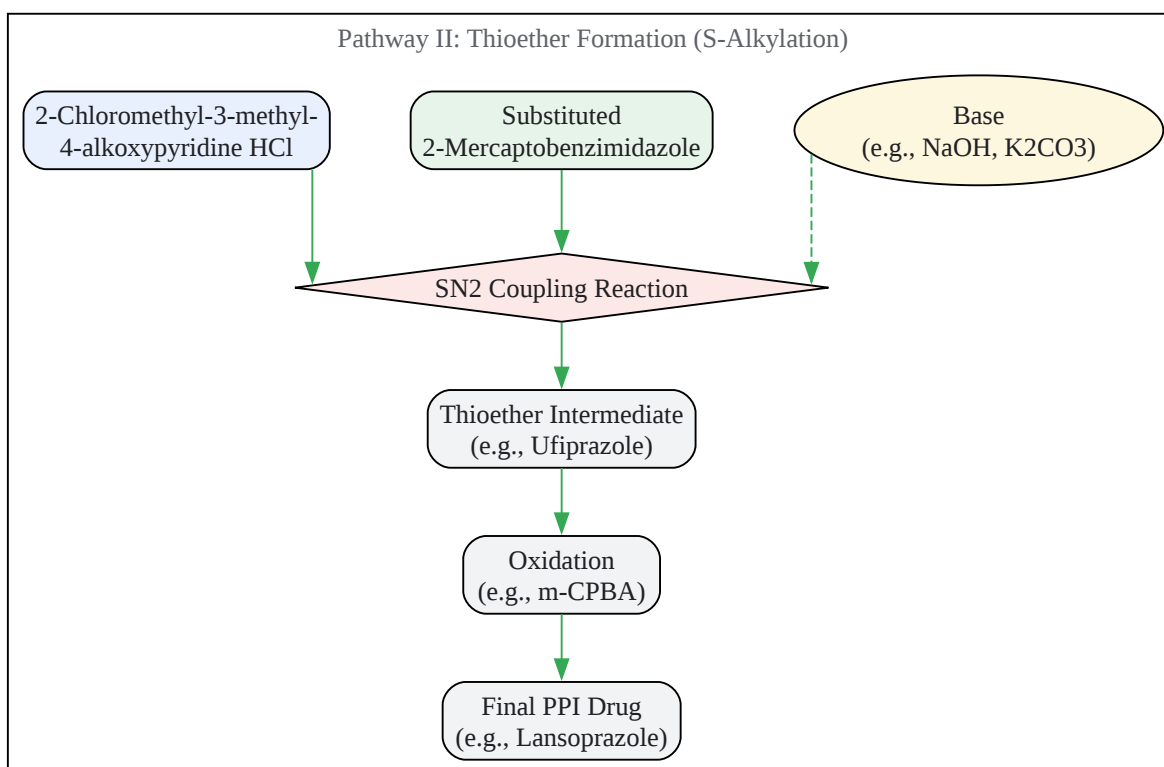 Pathway II: Thioether Formation (S-Alkylation)
2-Chloromethyl-3-methyl-
4-alkoxypyridine HCl
Substituted
2-Mercaptobenzimidazole
Base
(e.g., NaOH, K2CO3)
SN2 Coupling Reaction
Thioether Intermediate
(e.g., Ufiprazole)
Oxidation
(e.g., m-CPBA)
Final PPI Drug
(e.g., Lansoprazole)